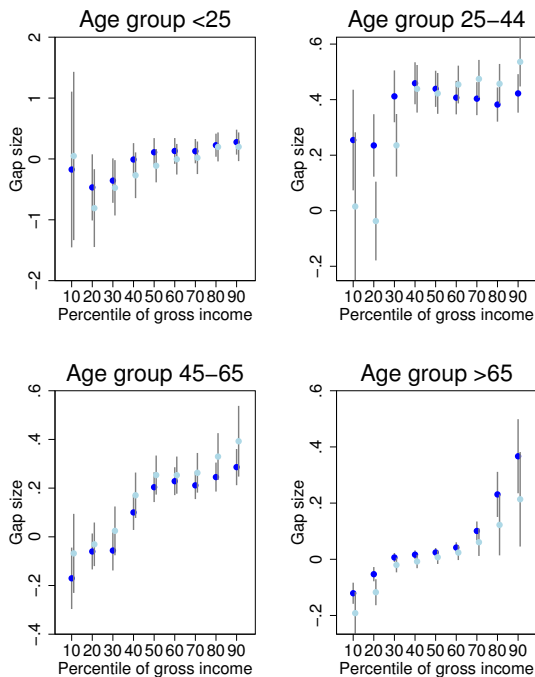 Age group <25
Gap size
2
1
0
−1
−2
10 20 30 40 50 60 70 80 90
Percentile of gross income
Age group 25−44
Gap size
.6
.4
.2
0
−.2
10 20 30 40 50 60 70 80 90
Percentile of gross income
Age group 45−65
Gap size
.6
.4
.2
0
−.2
−.4
10 20 30 40 50 60 70 80 90
Percentile of gross income
Age group >65
Gap size
.6
.4
.2
0
−.2
10 20 30 40 50 60 70 80 90
Percentile of gross income